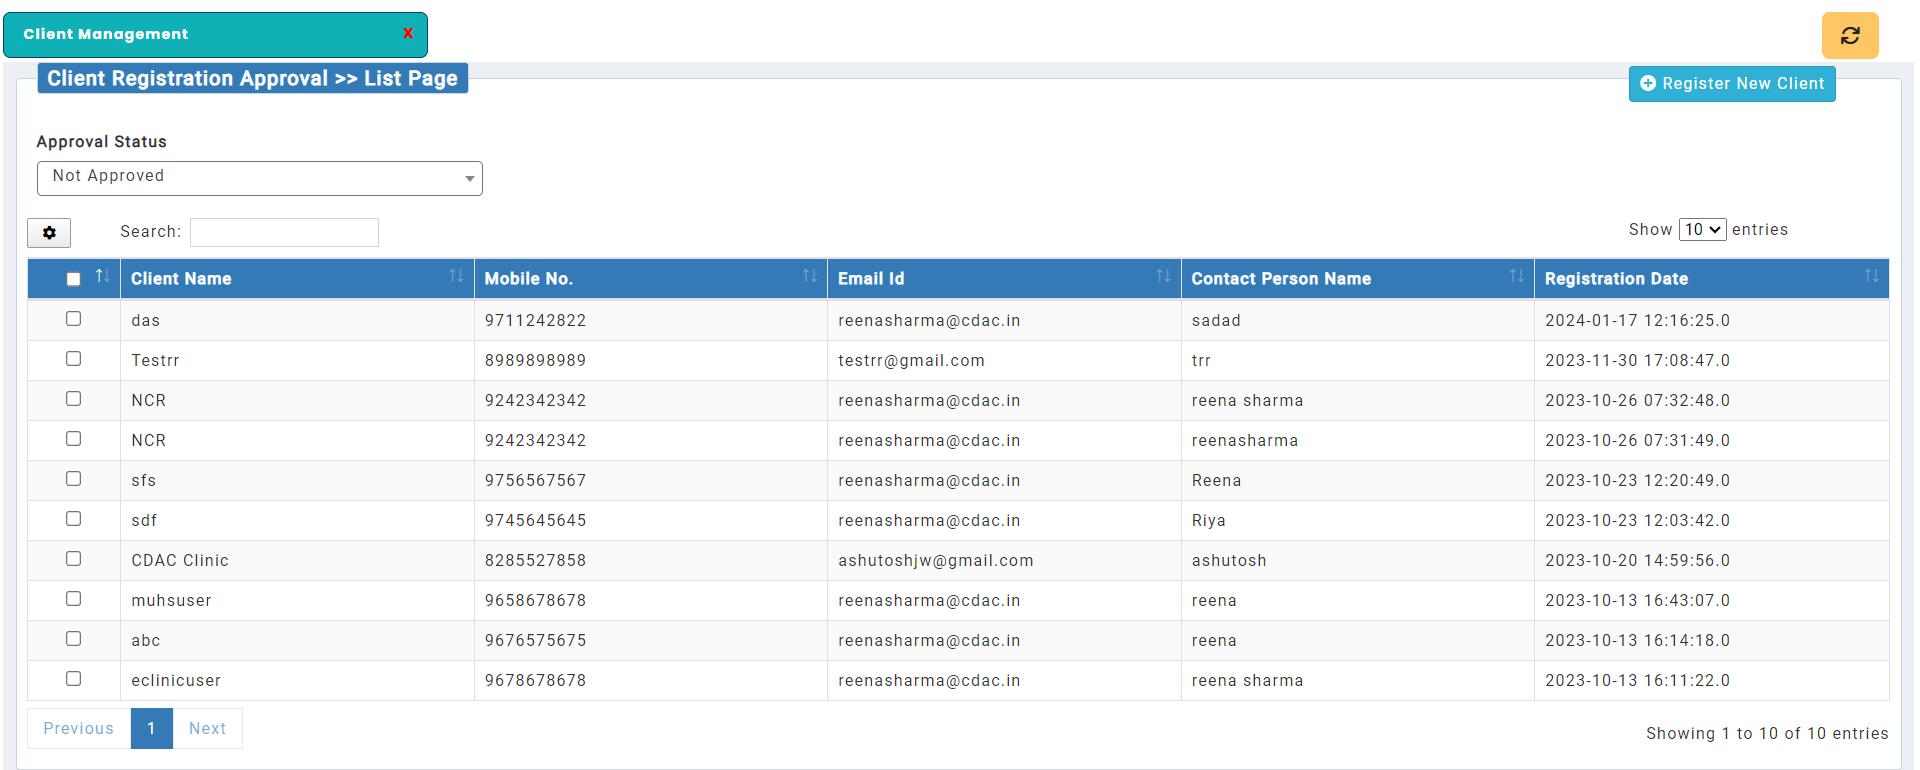 Client Management x
Client Registration Approval >> List Page
Register New Client
Approval Status
Not Approved
Search:
Show 10 entries
Client Name Mobile No. Email Id Contact Person Name Registration Date
das 9711242822 reenasharma@cdac.in sadad 2024-01-17 12:16:25.0
Testrr 8989898989 testrr@gmail.com trr 2023-11-30 17:08:47.0
NCR 9242342342 reenasharma@cdac.in reena sharma 2023-10-26 07:32:48.0
NCR 9242342342 reenasharma@cdac.in reenasharma 2023-10-26 07:31:49.0
sfs 9756567567 reenasharma@cdac.in Reena 2023-10-23 12:20:49.0
sdf 9745645645 reenasharma@cdac.in Riya 2023-10-23 12:03:42.0
CDAC Clinic 8285527858 ashutoshjw@gmail.com ashutosh 2023-10-20 14:59:56.0
muhsuser 9658678678 reenasharma@cdac.in reena 2023-10-13 16:43:07.0
abc 9676575675 reenasharma@cdac.in reena 2023-10-13 16:14:18.0
eclinicuser 9678678678 reenasharma@cdac.in reena sharma 2023-10-13 16:11:22.0
Previous 1 Next
Showing 1 to 10 of 10 entries